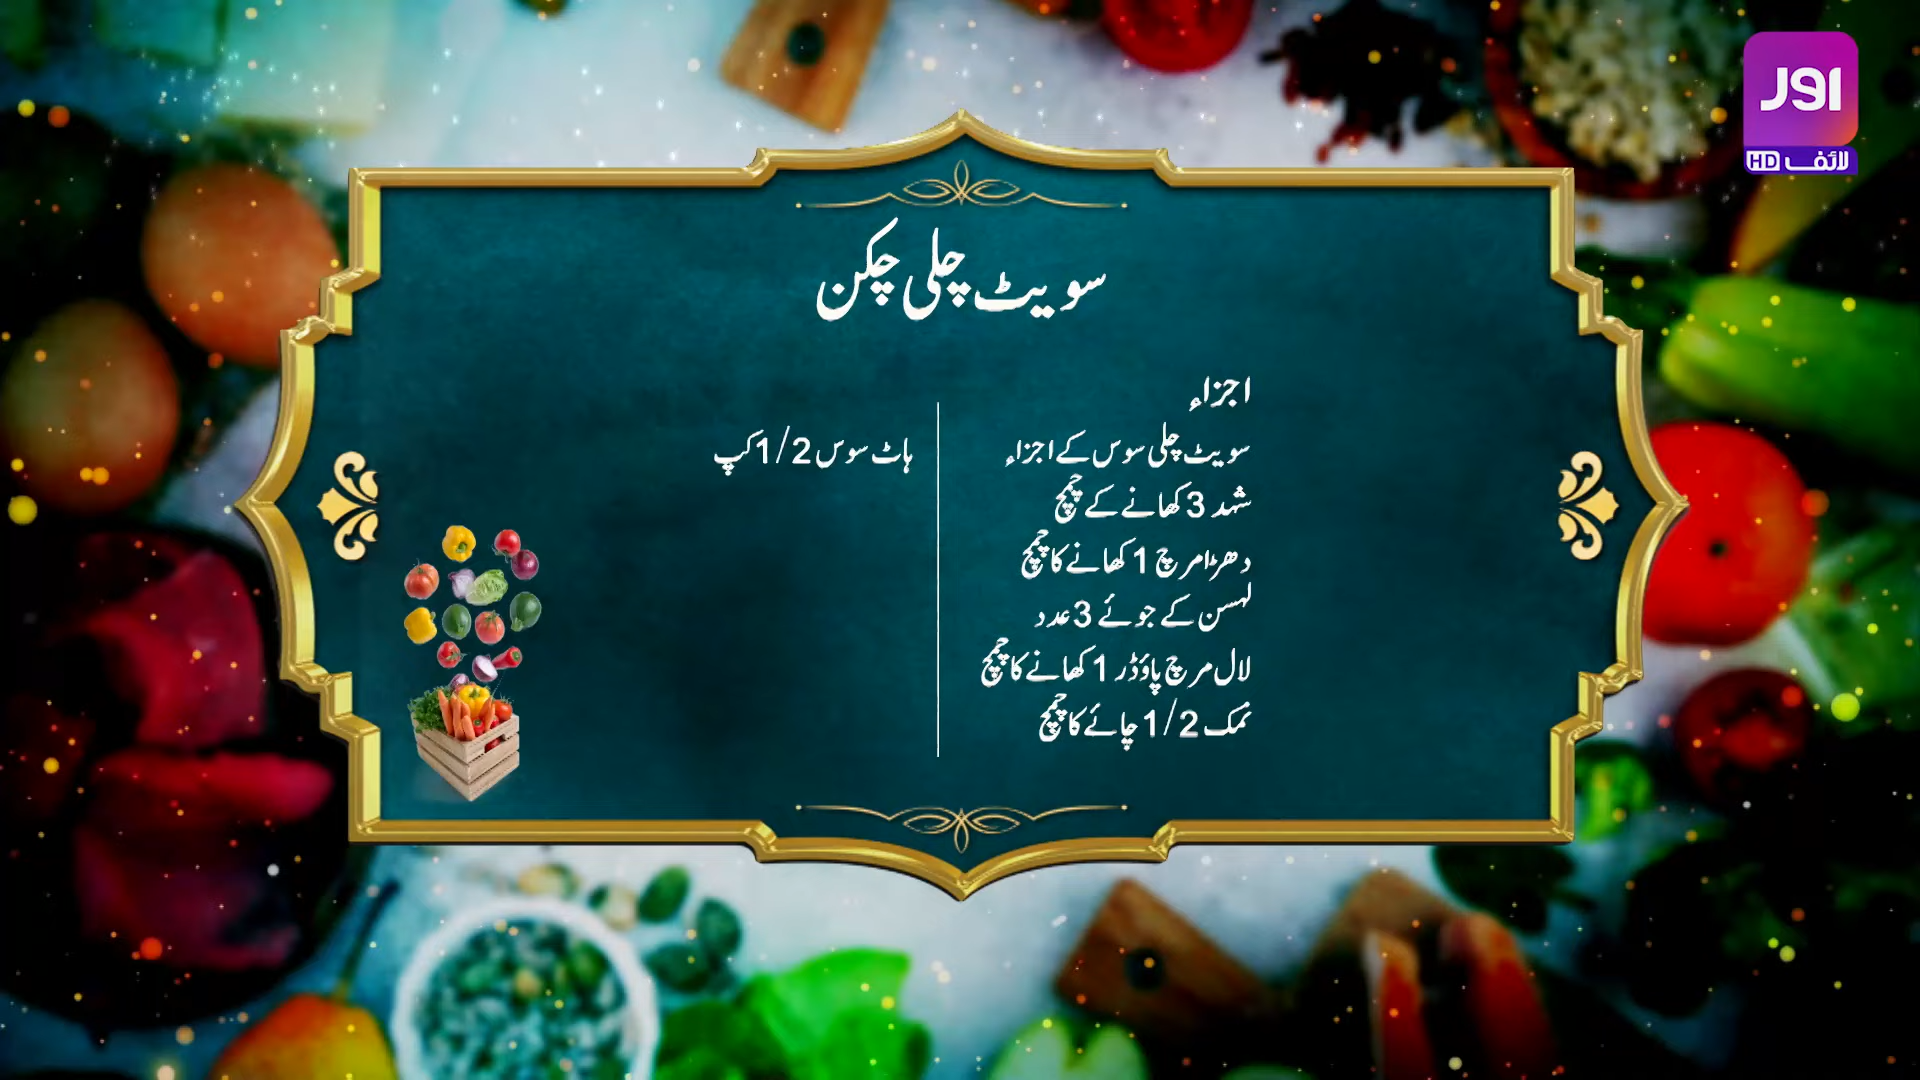 سویٹ چلی چکن
اجزاء
سویٹ چلی سوس کے اجزاء
شہد 3 کھانے کے چمچ
دھڑا مرچ 1 کھانے کا چمچ
لہسن کے جوئے 3 عدد
لال مرچ پاؤڈر 1 کھانے کا چمچ
نمک 1/2 چائے کا چمچ
ہاٹ سوس 1/2 کپ
اور
لائف HD